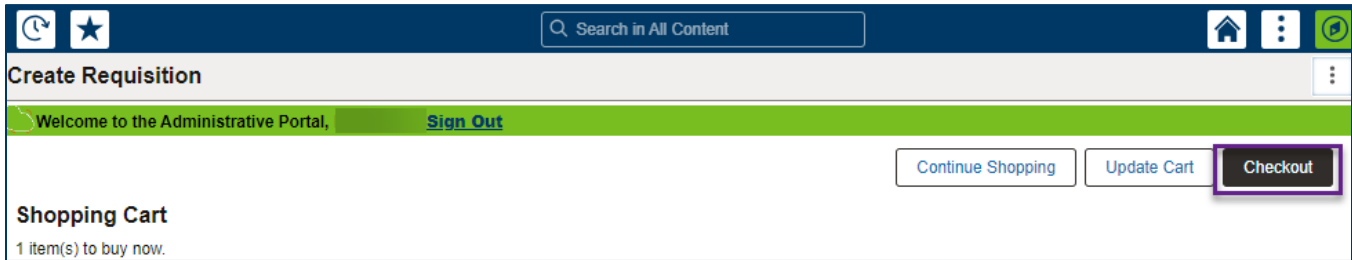 Search in All Content
Create Requisition
Welcome to the Administrative Portal, Sign Out
Continue Shopping Update Cart Checkout
Shopping Cart
1 item(s) to buy now.